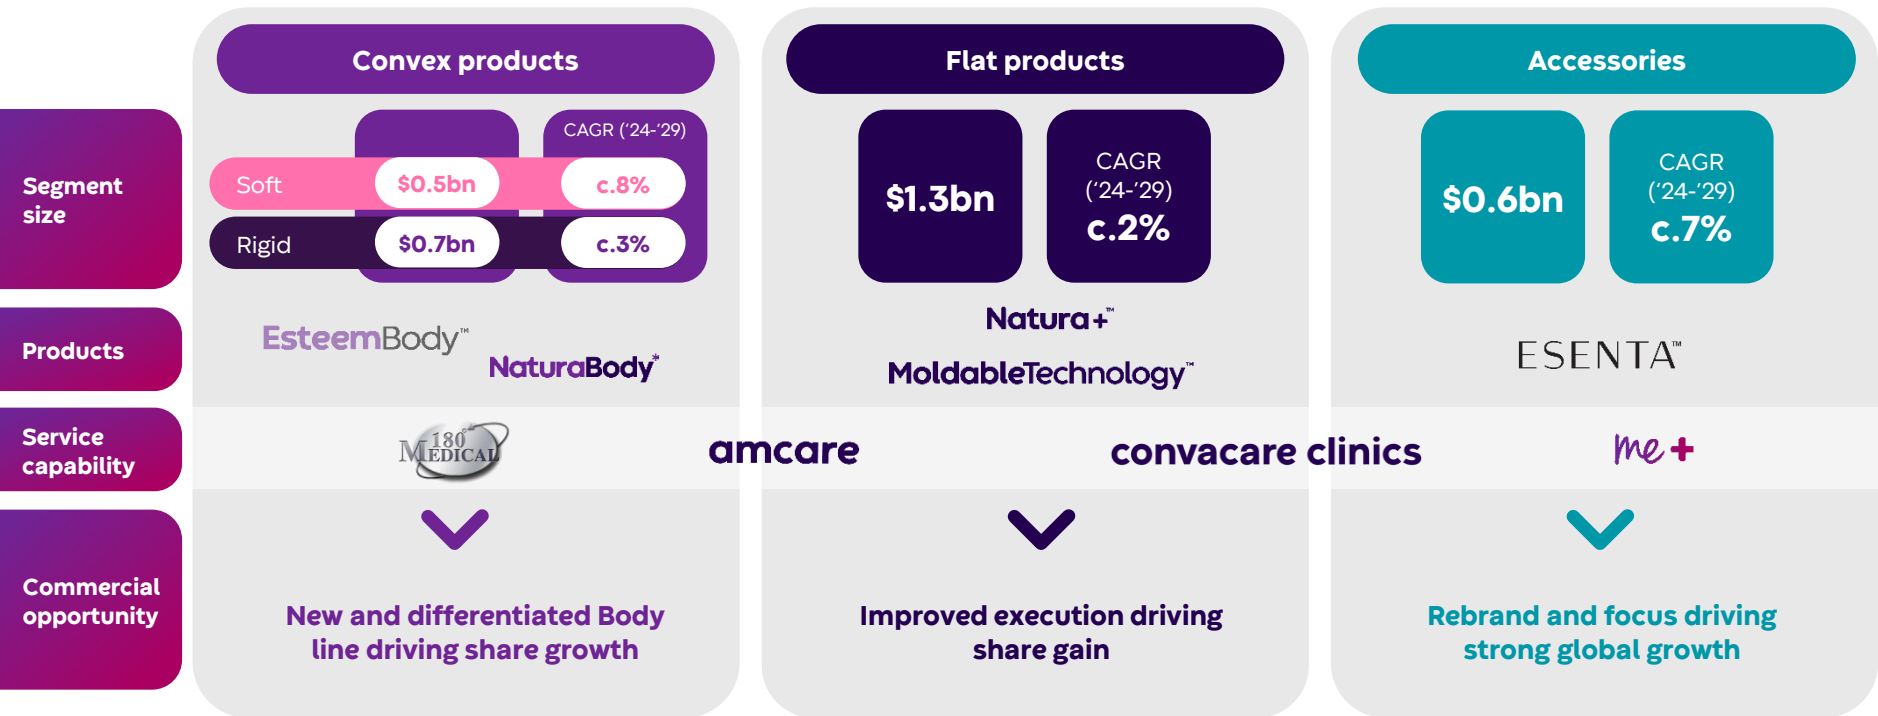 Convex products
Flat products
Accessories
Segment
size
CAGR (‘24-‘29)
Soft
$0.5bn
c.8%
Rigid
$0.7bn
c.3%
$1.3bn
CAGR
(‘24-‘29)
c.2%
$0.6bn
CAGR
(‘24-‘29)
c.7%
Products
EsteemBody™
NaturaBody*
Natura+™
MoldableTechnology™
ESENTA™
Service
capability
180°
MEDICAL
amcare
convacare clinics
me+
Commercial
opportunity
New and differentiated Body
line driving share growth
Improved execution driving
share gain
Rebrand and focus driving
strong global growth